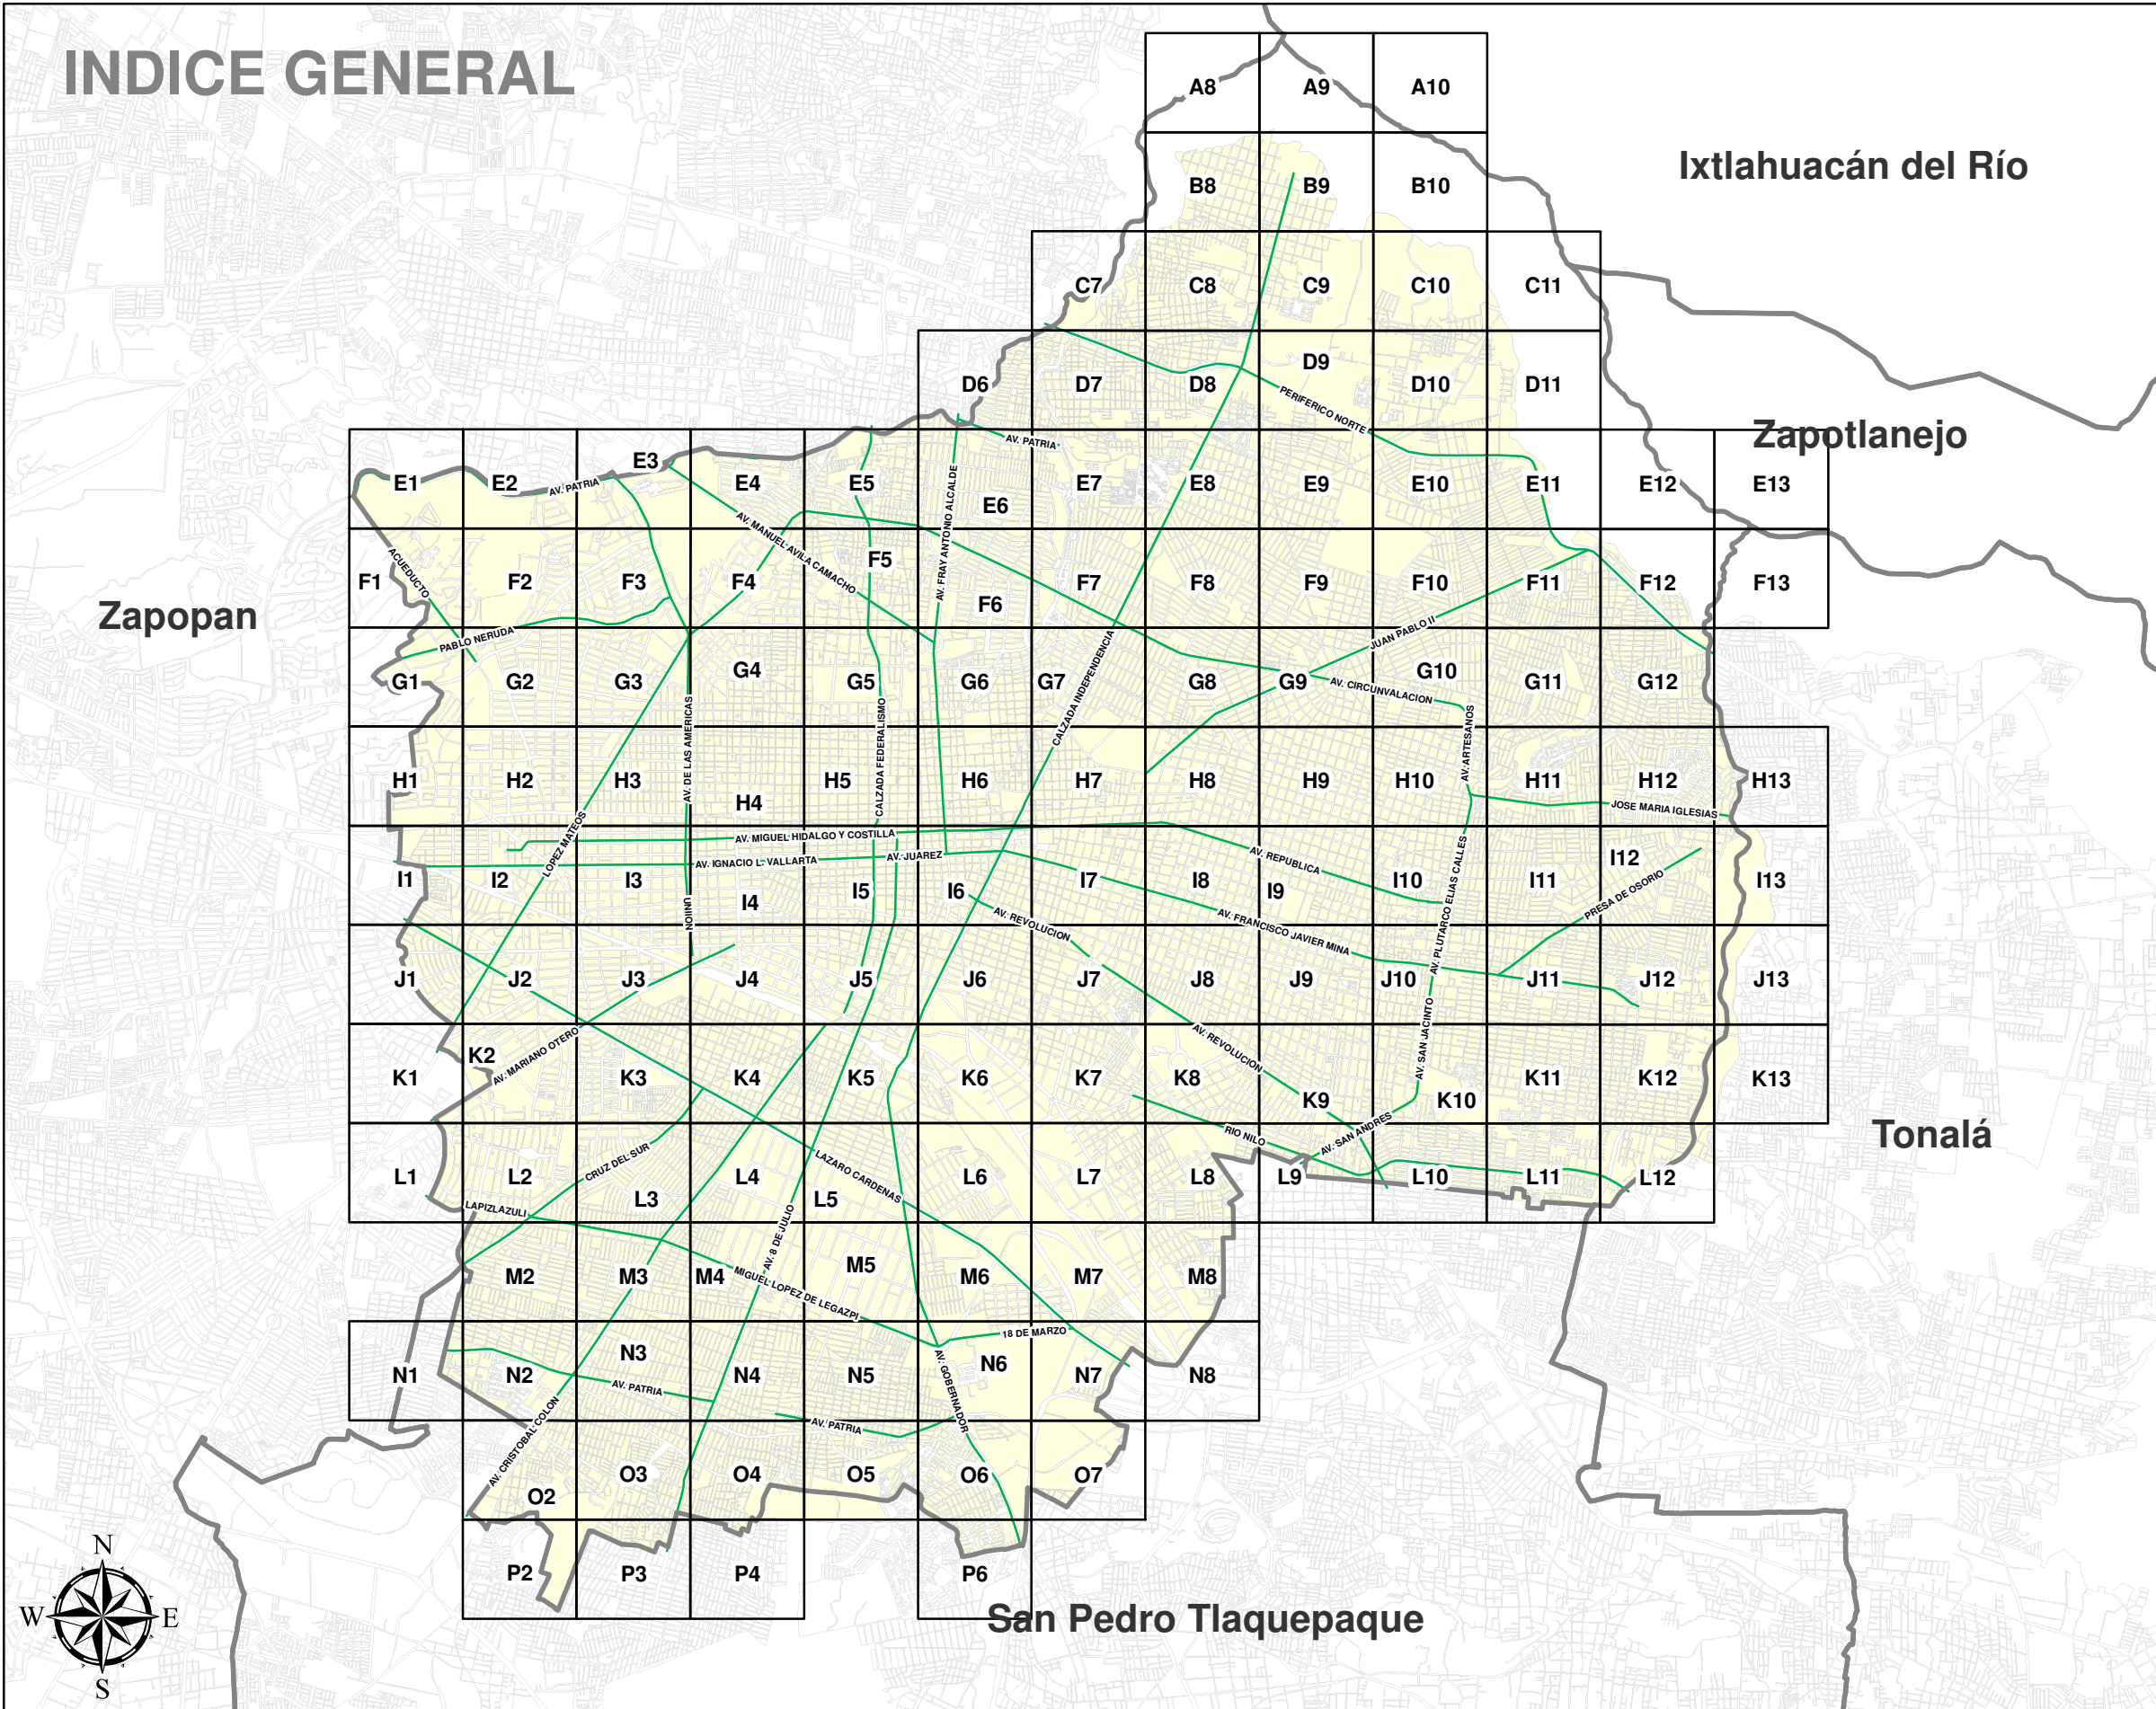 INDICE GENERAL
A8 A9 A10
Ixtlahuacán del Río
B8 B9 B10
C7 C8 C9 C10 C11
D6 D7 D8 D9 D10 D11
PERIFERICO NORTE
Zapotlanejo
AV. PATRIA
E1 E2 E3 E4 E5 E6 E7 E8 E9 E10 E11 E12 E13
AV. PATRIA
AV. MANUEL AVILA CAMACHO
AV. FRAY ANTONIO ALCALDE
ACUEDUCTO
F1 F2 F3 F4 F5 F6 F7 F8 F9 F10 F11 F12 F13
Zapopan
PABLO NERUDA
JUAN PABLO II
G1 G2 G3 G4 G5 G6 G7 G8 G9 G10 G11 G12
AV. CIRCUNVALACION
CALZADA INDEPENDENCIA
AV. DE LAS AMERICAS
CALZADA FEDERALISMO
AV. ARTESANOS
H1 H2 H3 H4 H5 H6 H7 H8 H9 H10 H11 H12 H13
JOSE MARIA IGLESIAS
LOPEZ MATEOS
AV. MIGUEL HIDALGO Y COSTILLA
AV. IGNACIO L. VALLARTA
AV. JUAREZ
AV. REPUBLICA
AV. PLUTARCO ELIAS CALLES
I1 I2 I3 I4 I5 I6 I7 I8 I9 I10 I11 I12 I13
PRESA DE OSORIO
UNION
AV. REVOLUCION
AV. FRANCISCO JAVIER MINA
J1 J2 J3 J4 J5 J6 J7 J8 J9 J10 J11 J12 J13
AV. SAN JACINTO
AV. MARIANO OTERO
AV. REVOLUCION
K1 K2 K3 K4 K5 K6 K7 K8 K9 K10 K11 K12 K13
RIO NILO
AV. SAN ANDRES
Tonalá
CRUZ DEL SUR
LAZARO CARDENAS
L1 L2 L3 L4 L5 L6 L7 L8 L9 L10 L11 L12
LAPIZLAZULI
AV. 8 DE JULIO
M2 M3 M4 M5 M6 M7 M8
MIGUEL LOPEZ DE LEGAZPI
18 DE MARZO
N1 N2 N3 N4 N5 N6 N7 N8
AV. PATRIA
AV. GOBERNADOR
AV. PATRIA
AV. CRISTOBAL COLON
O2 O3 O4 O5 O6 O7
P2 P3 P4 P6
San Pedro Tlaquepaque
N
W E
S